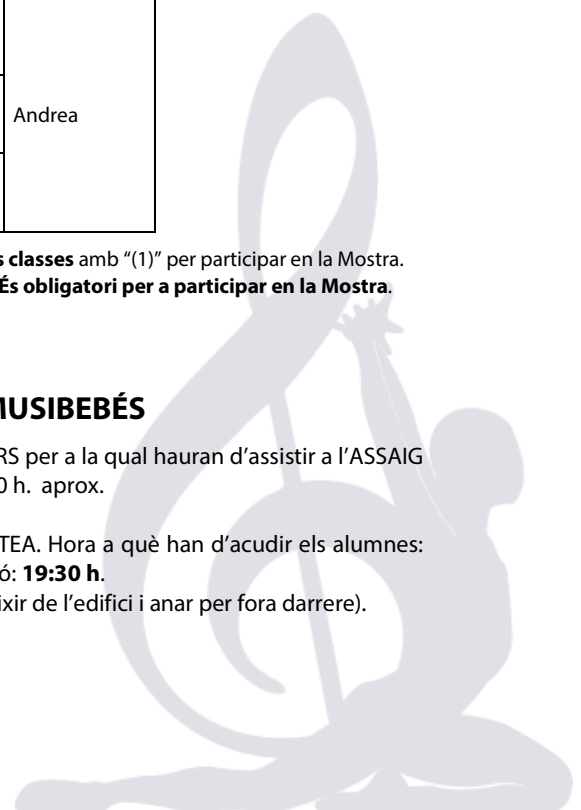 Andrea
s classes amb “(1)” per participar en la Mostra.
És obligatori per a participar en la Mostra.
MUSIBEBÉS
RS per a la qual hauran d’assistir a l’ASSAIG
0 h. aprox.
TEA. Hora a què han d’acudir els alumnes:
ó: 19:30 h.
ixir de l’edifici i anar per fora darrere).